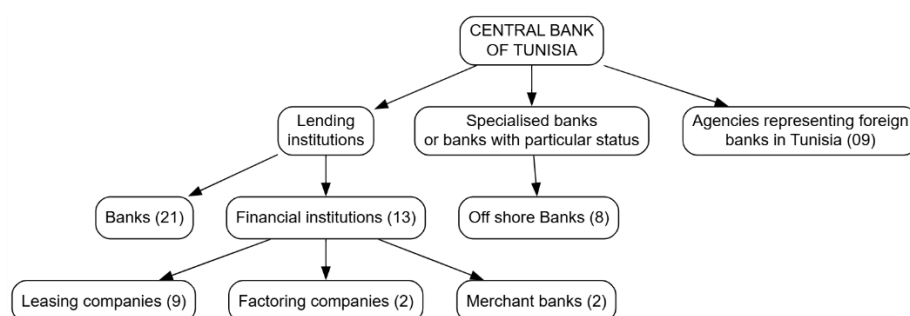 CENTRAL BANK
OF TUNISIA
Lending
institutions
Specialised banks
or banks with particular status
Agencies representing foreign
banks in Tunisia (09)
Banks (21)
Financial institutions (13)
Off shore Banks (8)
Leasing companies (9)
Factoring companies (2)
Merchant banks (2)